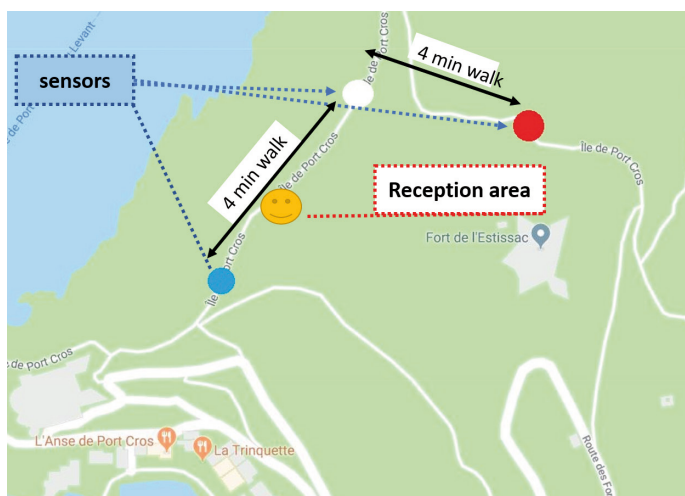 Levant
Île de Port Cros
4 min walk
sensors
de Port
4 min walk
Île de Port Cros
Île de Port Cros
Reception area
Fort de l'Estissac
Île
ort Cros
de Port Cros
L'Anse de Port Cros
La Trinquette
Route des For